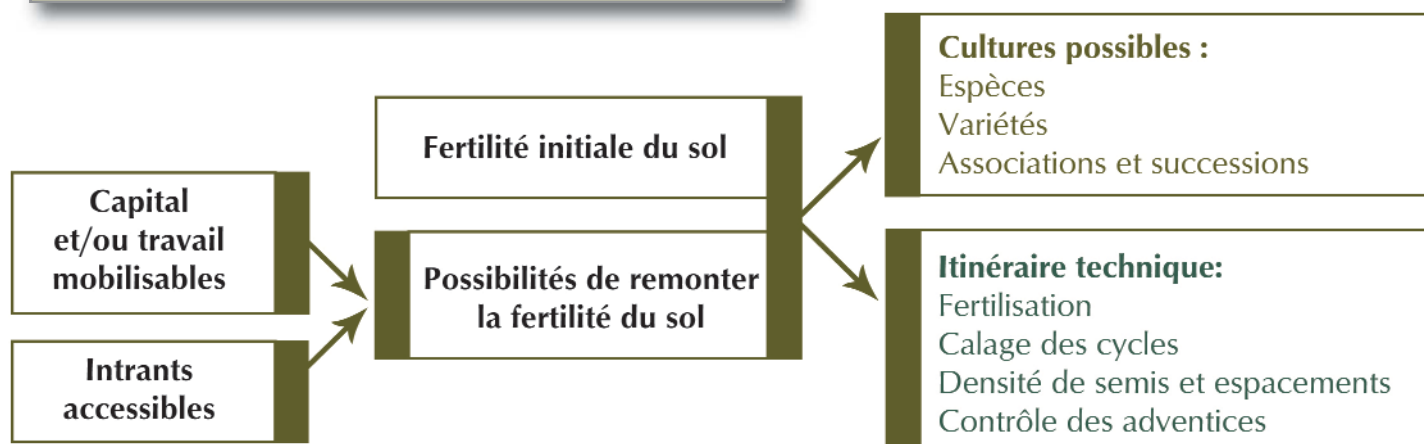 Capital
et/ou travail
mobilisables
Intrants
accessibles
Fertilité initiale du sol
Possibilités de remonter
la fertilité du sol
Cultures possibles :
Espèces
Variétés
Associations et successions
Itinéraire technique:
Fertilisation
Calage des cycles
Densité de semis et espacements
Contrôle des adventices